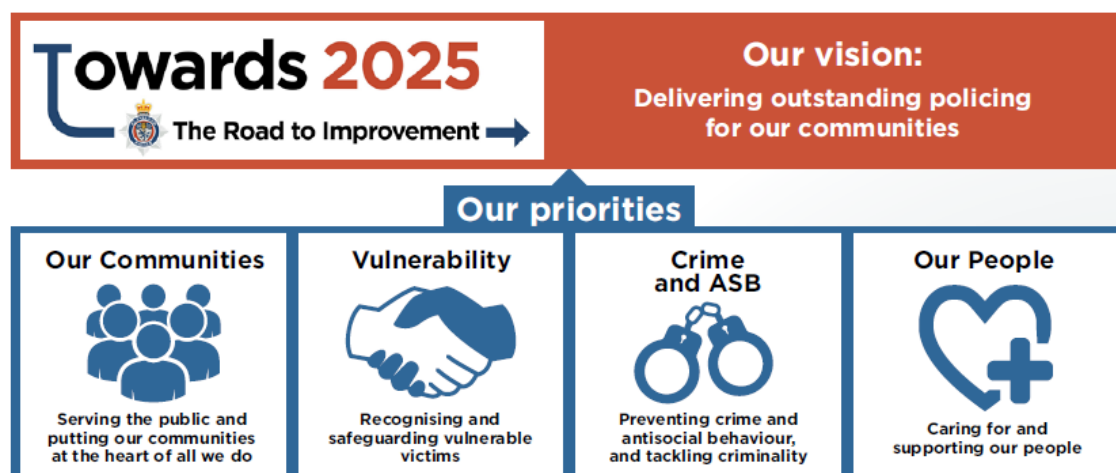 Towards 2025
The Road to Improvement
Our vision:
Delivering outstanding policing
for our communities
Our priorities
Our Communities
Serving the public and
putting our communities
at the heart of all we do
Vulnerability
Recognising and
safeguarding vulnerable
victims
Crime
and ASB
Preventing crime and
antisocial behaviour,
and tackling criminality
Our People
Caring for and
supporting our people